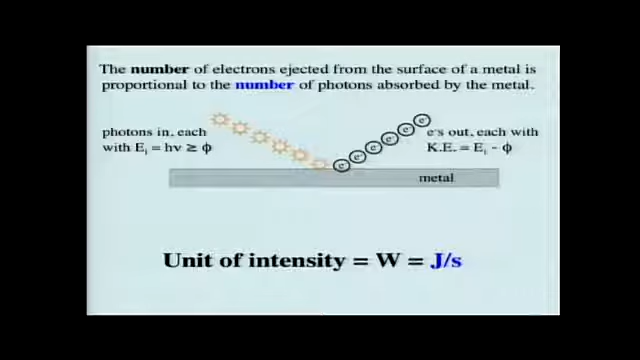 The number of electrons ejected from the surface of a metal is
proportional to the number of photons absorbed by the metal.
photons in, each
with Ei = hν ≥ ϕ
e⁻
e⁻
e⁻
e⁻
e⁻
e⁻
e⁻s out, each with
K.E. = Ei - ϕ
metal
Unit of intensity = W = J/s